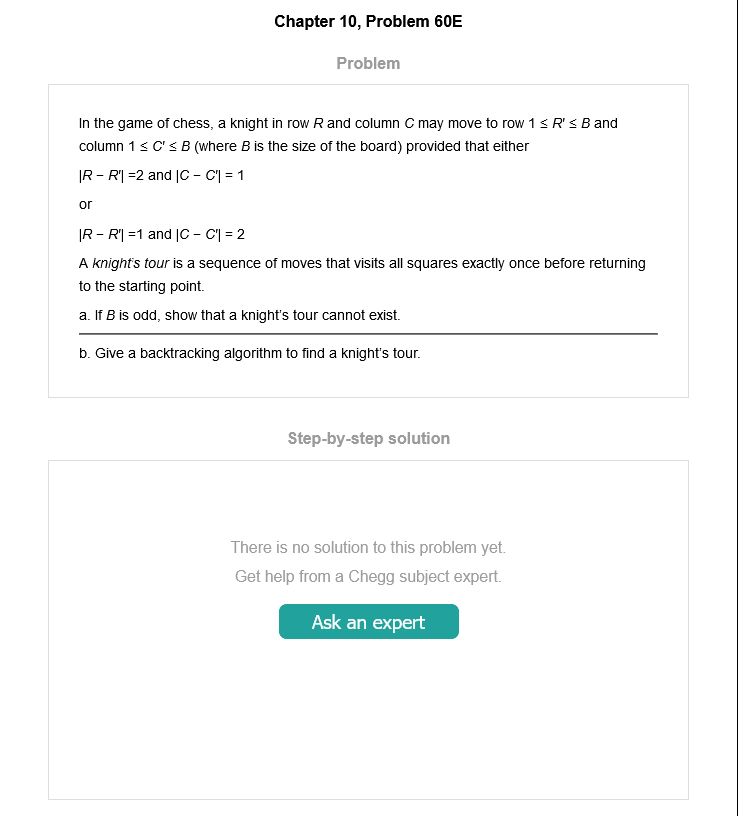 Chapter 10, Problem 60E
Problem
In the game of chess, a knight in row R and column C may move to row 1 ≤ R' ≤ B and
column 1 ≤ C' ≤ B (where B is the size of the board) provided that either
|R − R'| =2 and |C − C'| = 1
or
|R − R'| =1 and |C − C'| = 2
A knight's tour is a sequence of moves that visits all squares exactly once before returning
to the starting point.
a. If B is odd, show that a knight's tour cannot exist.
b. Give a backtracking algorithm to find a knight's tour.
Step-by-step solution
There is no solution to this problem yet.
Get help from a Chegg subject expert.
Ask an expert